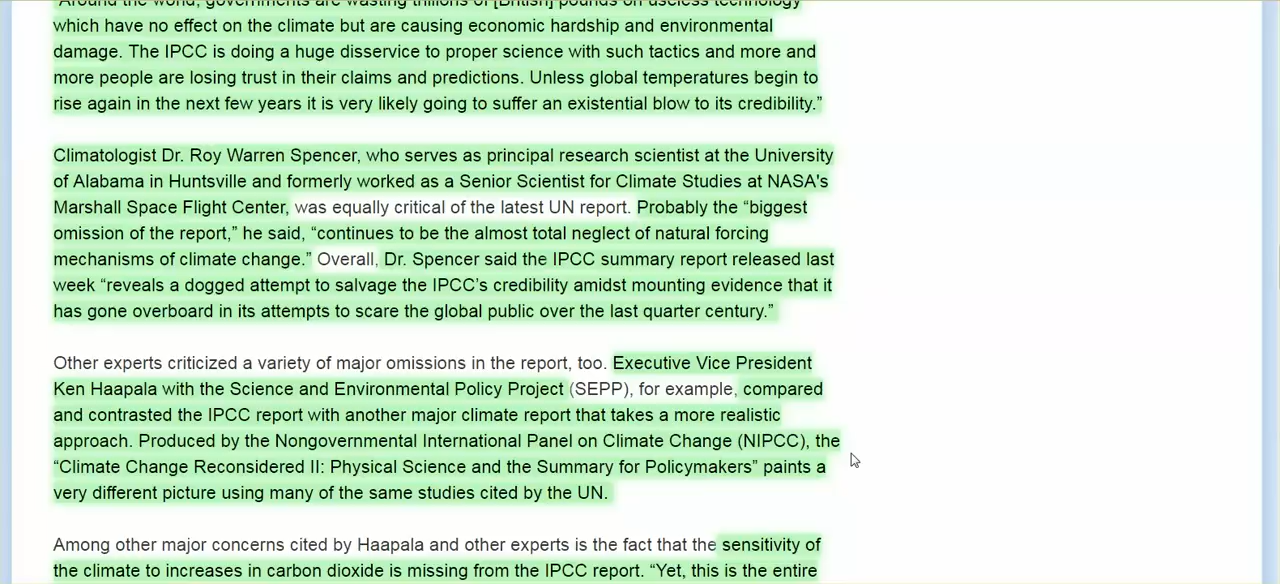 “Around the world, governments are wasting trillions of [British] pounds on useless technology
which have no effect on the climate but are causing economic hardship and environmental
damage. The IPCC is doing a huge disservice to proper science with such tactics and more and
more people are losing trust in their claims and predictions. Unless global temperatures begin to
rise again in the next few years it is very likely going to suffer an existential blow to its credibility.”
Climatologist Dr. Roy Warren Spencer, who serves as principal research scientist at the University
of Alabama in Huntsville and formerly worked as a Senior Scientist for Climate Studies at NASA's
Marshall Space Flight Center, was equally critical of the latest UN report. Probably the “biggest
omission of the report,” he said, “continues to be the almost total neglect of natural forcing
mechanisms of climate change.” Overall, Dr. Spencer said the IPCC summary report released last
week “reveals a dogged attempt to salvage the IPCC’s credibility amidst mounting evidence that it
has gone overboard in its attempts to scare the global public over the last quarter century.”
Other experts criticized a variety of major omissions in the report, too. Executive Vice President
Ken Haapala with the Science and Environmental Policy Project (SEPP), for example, compared
and contrasted the IPCC report with another major climate report that takes a more realistic
approach. Produced by the Nongovernmental International Panel on Climate Change (NIPCC), the
“Climate Change Reconsidered II: Physical Science and the Summary for Policymakers” paints a
very different picture using many of the same studies cited by the UN.
Among other major concerns cited by Haapala and other experts is the fact that the sensitivity of
the climate to increases in carbon dioxide is missing from the IPCC report. “Yet, this is the entire